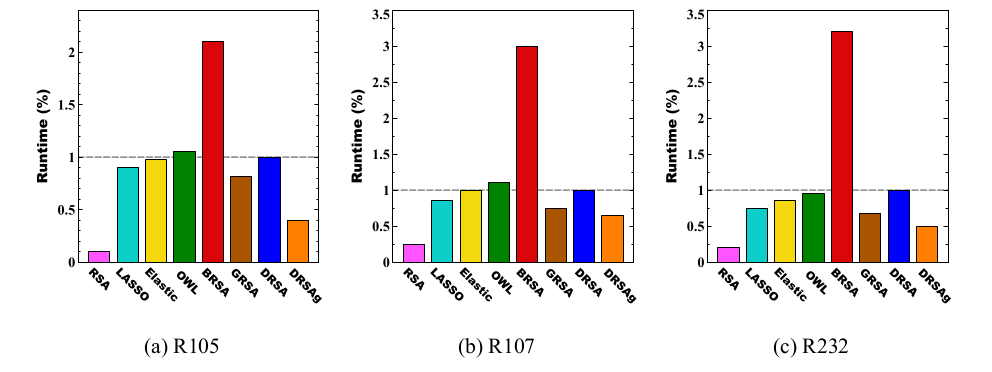 Runtime (%)
2
1.5
1
0.5
0
RSA
LASSO
Elastic
OWL
BRSA
GRSA
DRSA
DRSAg
(a) R105
Runtime (%)
3.5
3
2.5
2
1.5
1
0.5
0
RSA
LASSO
Elastic
OWL
BRSA
GRSA
DRSA
DRSAg
(b) R107
Runtime (%)
3.5
3
2.5
2
1.5
1
0.5
0
RSA
LASSO
Elastic
OWL
BRSA
GRSA
DRSA
DRSAg
(c) R232